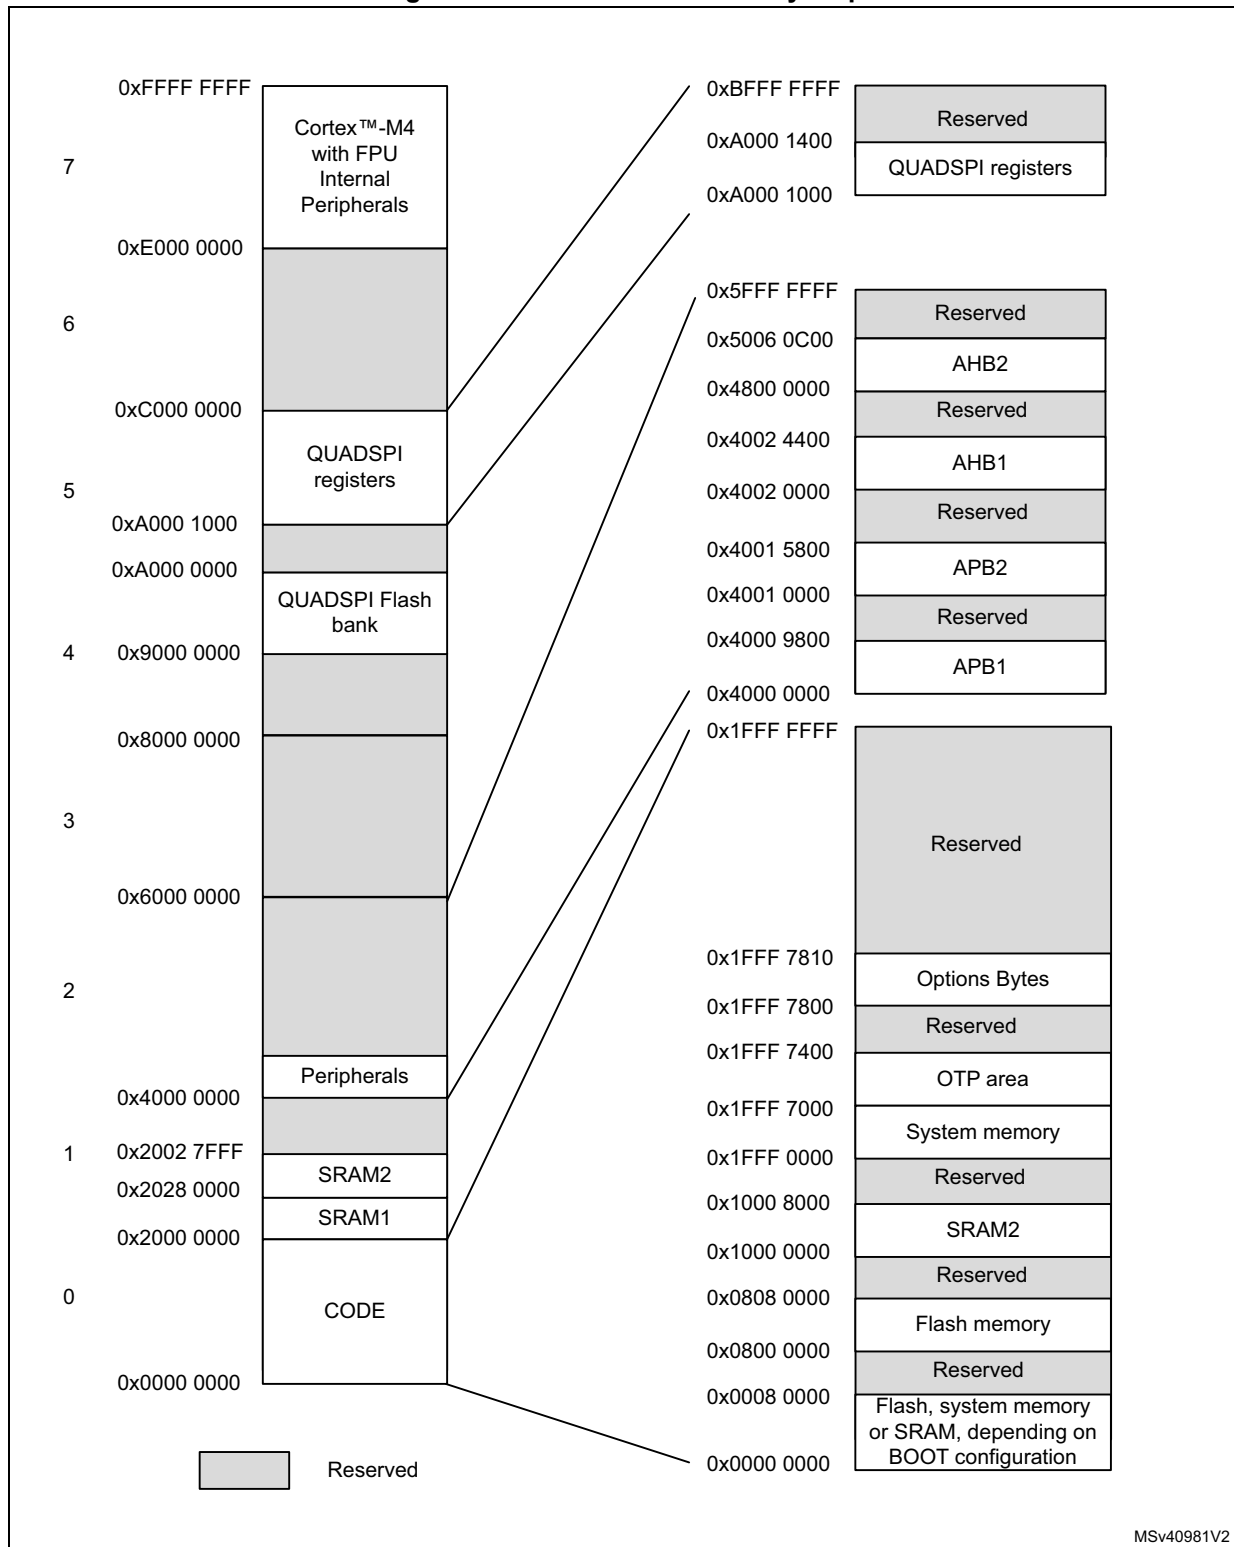 0xFFFF FFFF
Cortex™-M4
with FPU
Internal
Peripherals
7
0xE000 0000
6
0xC000 0000
QUADSPI
registers
5
0xA000 1000
0xA000 0000
QUADSPI Flash
bank
4
0x9000 0000
0x8000 0000
3
0x6000 0000
2
Peripherals
0x4000 0000
1
0x2002 7FFF
SRAM2
0x2028 0000
SRAM1
0x2000 0000
0
CODE
0x0000 0000
Reserved
0xBFFF FFFF
Reserved
0xA000 1400
QUADSPI registers
0xA000 1000
0x5FFF FFFF
Reserved
0x5006 0C00
AHB2
0x4800 0000
Reserved
0x4002 4400
AHB1
0x4002 0000
Reserved
0x4001 5800
APB2
0x4001 0000
Reserved
0x4000 9800
APB1
0x4000 0000
0x1FFF FFFF
Reserved
0x1FFF 7810
Options Bytes
0x1FFF 7800
Reserved
0x1FFF 7400
OTP area
0x1FFF 7000
System memory
0x1FFF 0000
Reserved
0x1000 8000
SRAM2
0x1000 0000
Reserved
0x0808 0000
Flash memory
0x0800 0000
Reserved
0x0008 0000
Flash, system memory
or SRAM, depending on
BOOT configuration
0x0000 0000
MSv40981V2